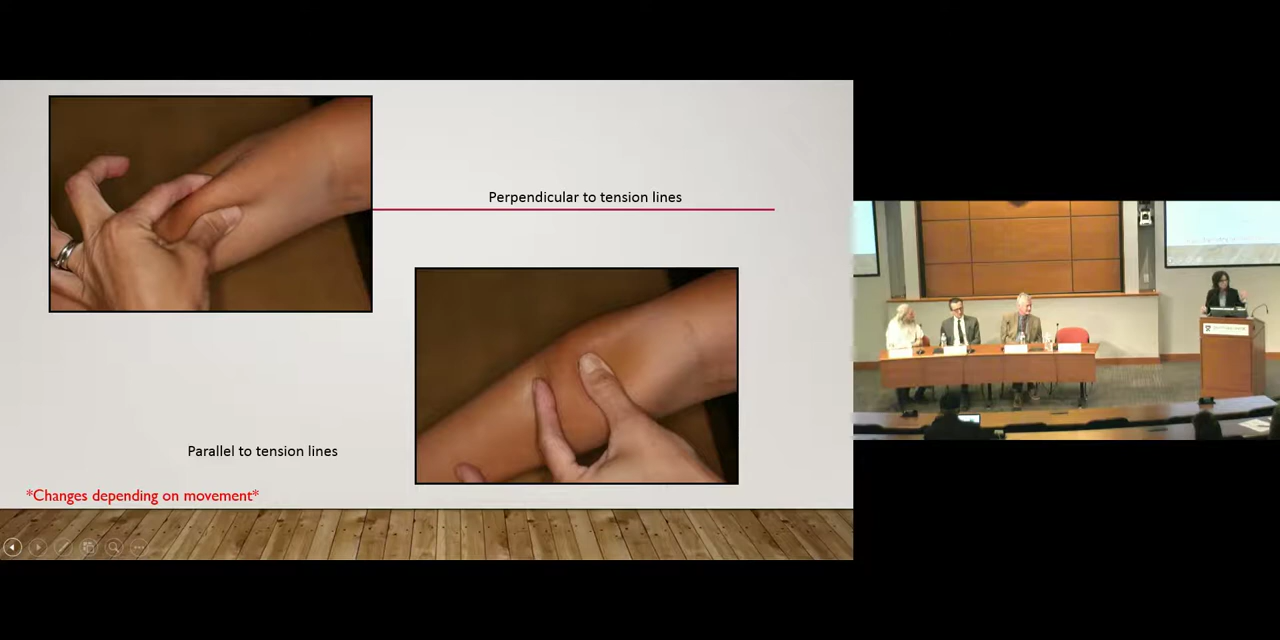 Perpendicular to tension lines
Parallel to tension lines
*Changes depending on movement*